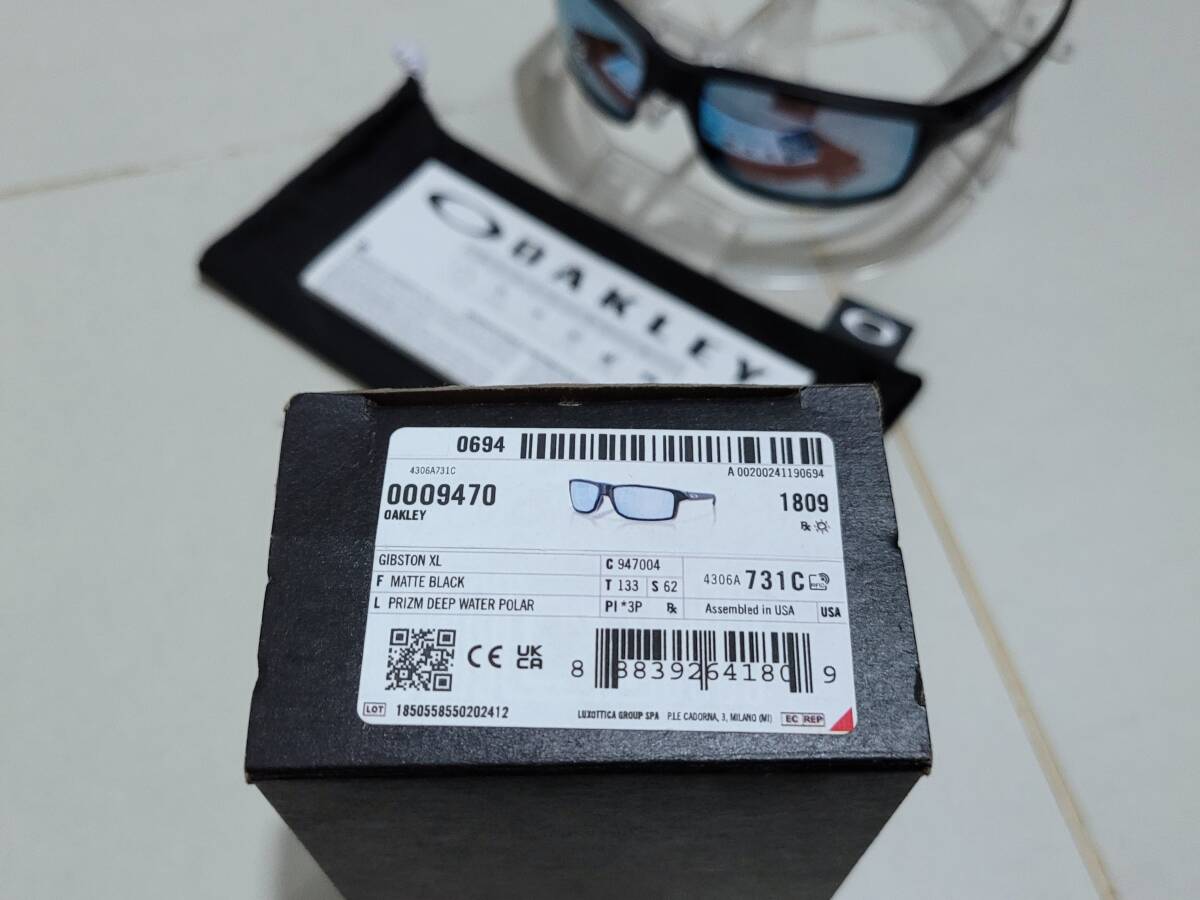 OAKLEY
0694
A 00200241190694
4306A731C
0009470
OAKLEY
1809
GIBSTON XL
C 947004
F MATTE BLACK
T 133 S 62
4306A 731C
L PRIZM DEEP WATER POLAR
PI *3P
Assembled in USA USA
CE UK CA
8 88392641809 9
LOT 1850558550202412
LUXOTTICA GROUP SPA P.LE CADORNA, 3, MILANO (MI) EC REP